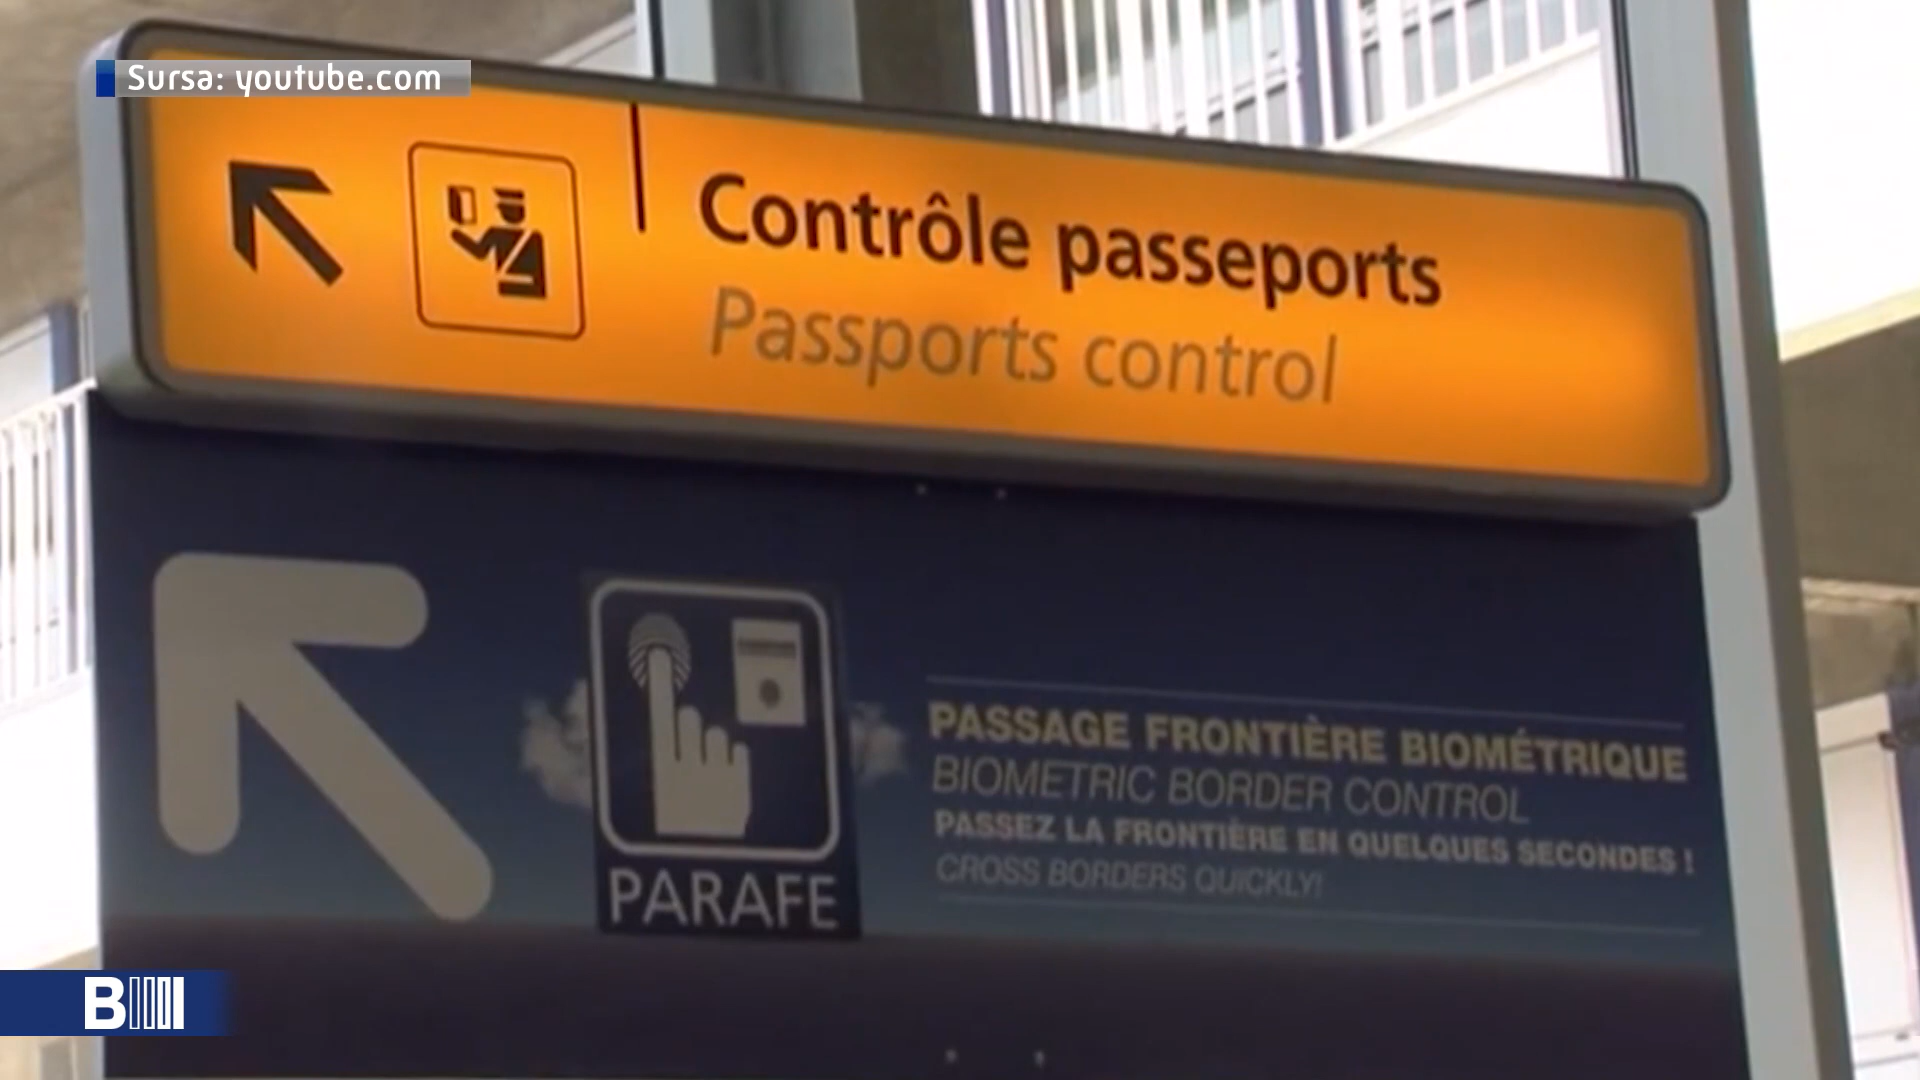 Sursa: youtube.com
Contrôle passeports
Passports control
PASSAGE FRONTIÈRE BIOMÉTRIQUE
BIOMETRIC BORDER CONTROL
PASSEZ LA FRONTIÈRE EN QUELQUES SECONDES !
CROSS BORDERS QUICKLY!
PARAFE
B